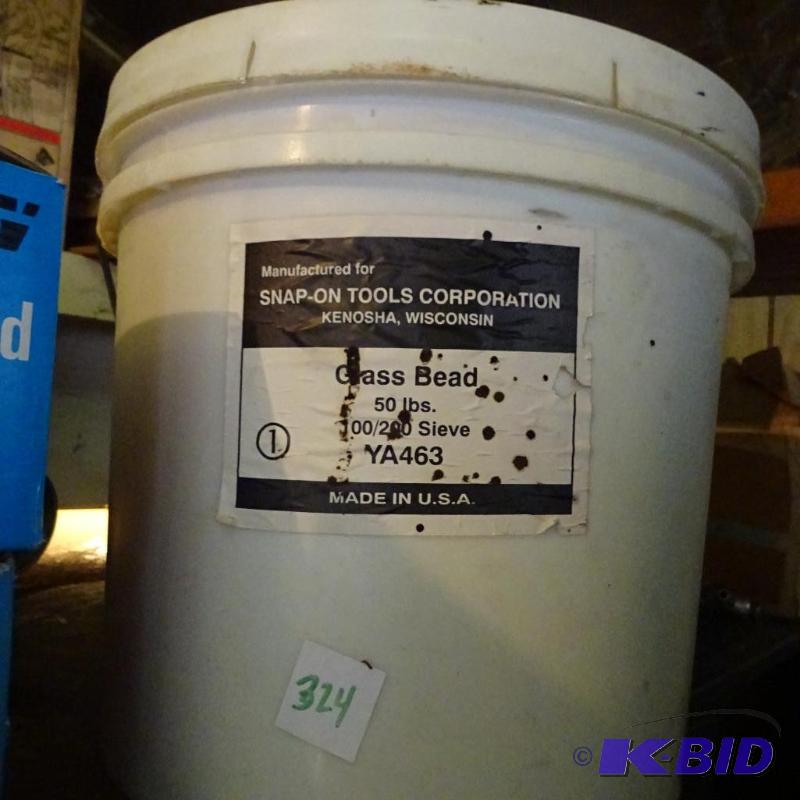 Manufactured for
SNAP-ON TOOLS CORPORATION
KENOSHA, WISCONSIN
Glass Bead
50 lbs.
100/200 Sieve
① YA463
MADE IN U.S.A.
324
d
© K-BID